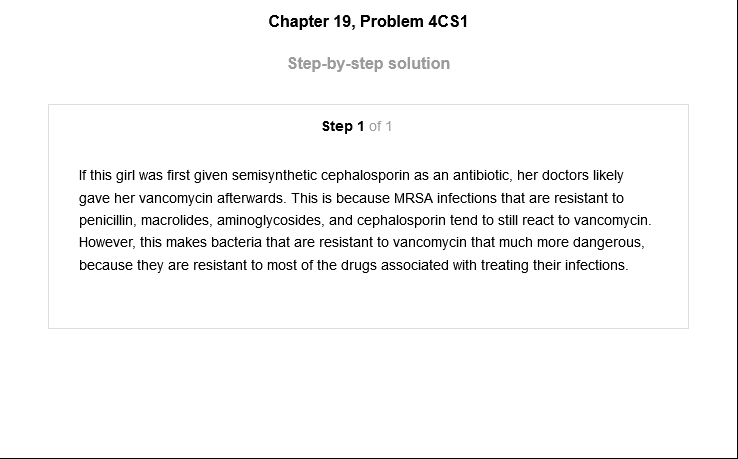 Chapter 19, Problem 4CS1
Step-by-step solution
Step 1 of 1
If this girl was first given semisynthetic cephalosporin as an antibiotic, her doctors likely
gave her vancomycin afterwards. This is because MRSA infections that are resistant to
penicillin, macrolides, aminoglycosides, and cephalosporin tend to still react to vancomycin.
However, this makes bacteria that are resistant to vancomycin that much more dangerous,
because they are resistant to most of the drugs associated with treating their infections.